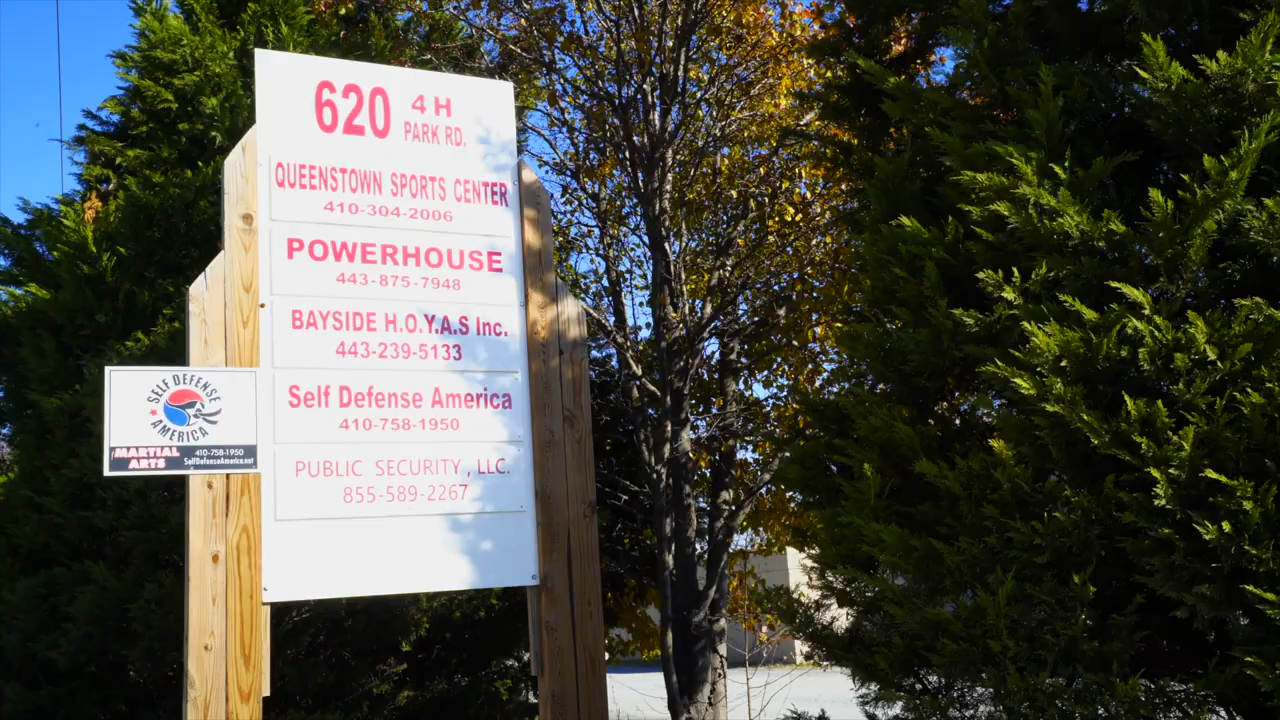 620 4 H
PARK RD.
QUEENSTOWN SPORTS CENTER
410-304-2006
POWERHOUSE
443-875-7948
BAYSIDE H.O.Y.A.S Inc.
443-239-5133
Self Defense America
410-758-1950
PUBLIC SECURITY, LLC.
855-589-2267
SELF DEFENSE
AMERICA
MARTIAL
ARTS
410-758-1950
SelfDefenseAmerica.net